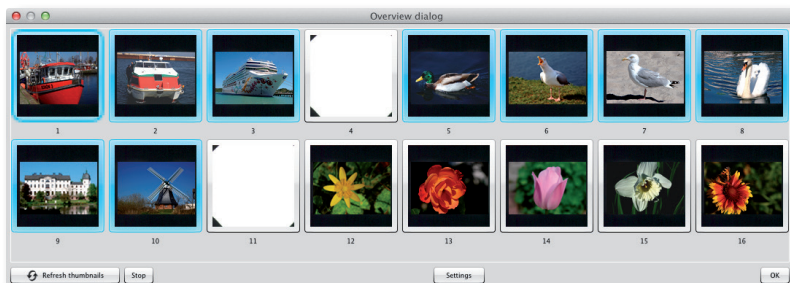 Overview dialog
1 2 3 4 5 6 7 8
9 10 11 12 13 14 15 16
Refresh thumbnails Stop Settings OK